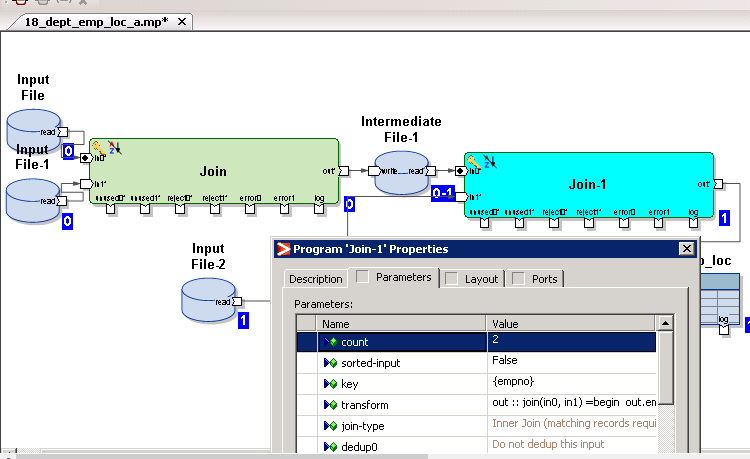 18_dept_emp_loc_a.mp*
Input
File
read
0
Input
File-1
read
0
in0*
in1*
Join
out*
unused0*
unused1*
reject0*
reject1*
error0
error1
log
Intermediate
File-1
write
read
0-1
0
in0*
in1*
Join-1
out*
unused0*
unused1*
reject0*
reject1*
error0
error1
log
1
Input
File-2
read
1
p_loc
log
1
Program 'Join-1' Properties
Description
Parameters
Layout
Ports
Parameters:
Name Value
count 2
sorted-input False
key {empno}
transform out :: join(in0, in1) =begin out.en
join-type Inner Join (matching records requi
dedup0 Do not dedup this input